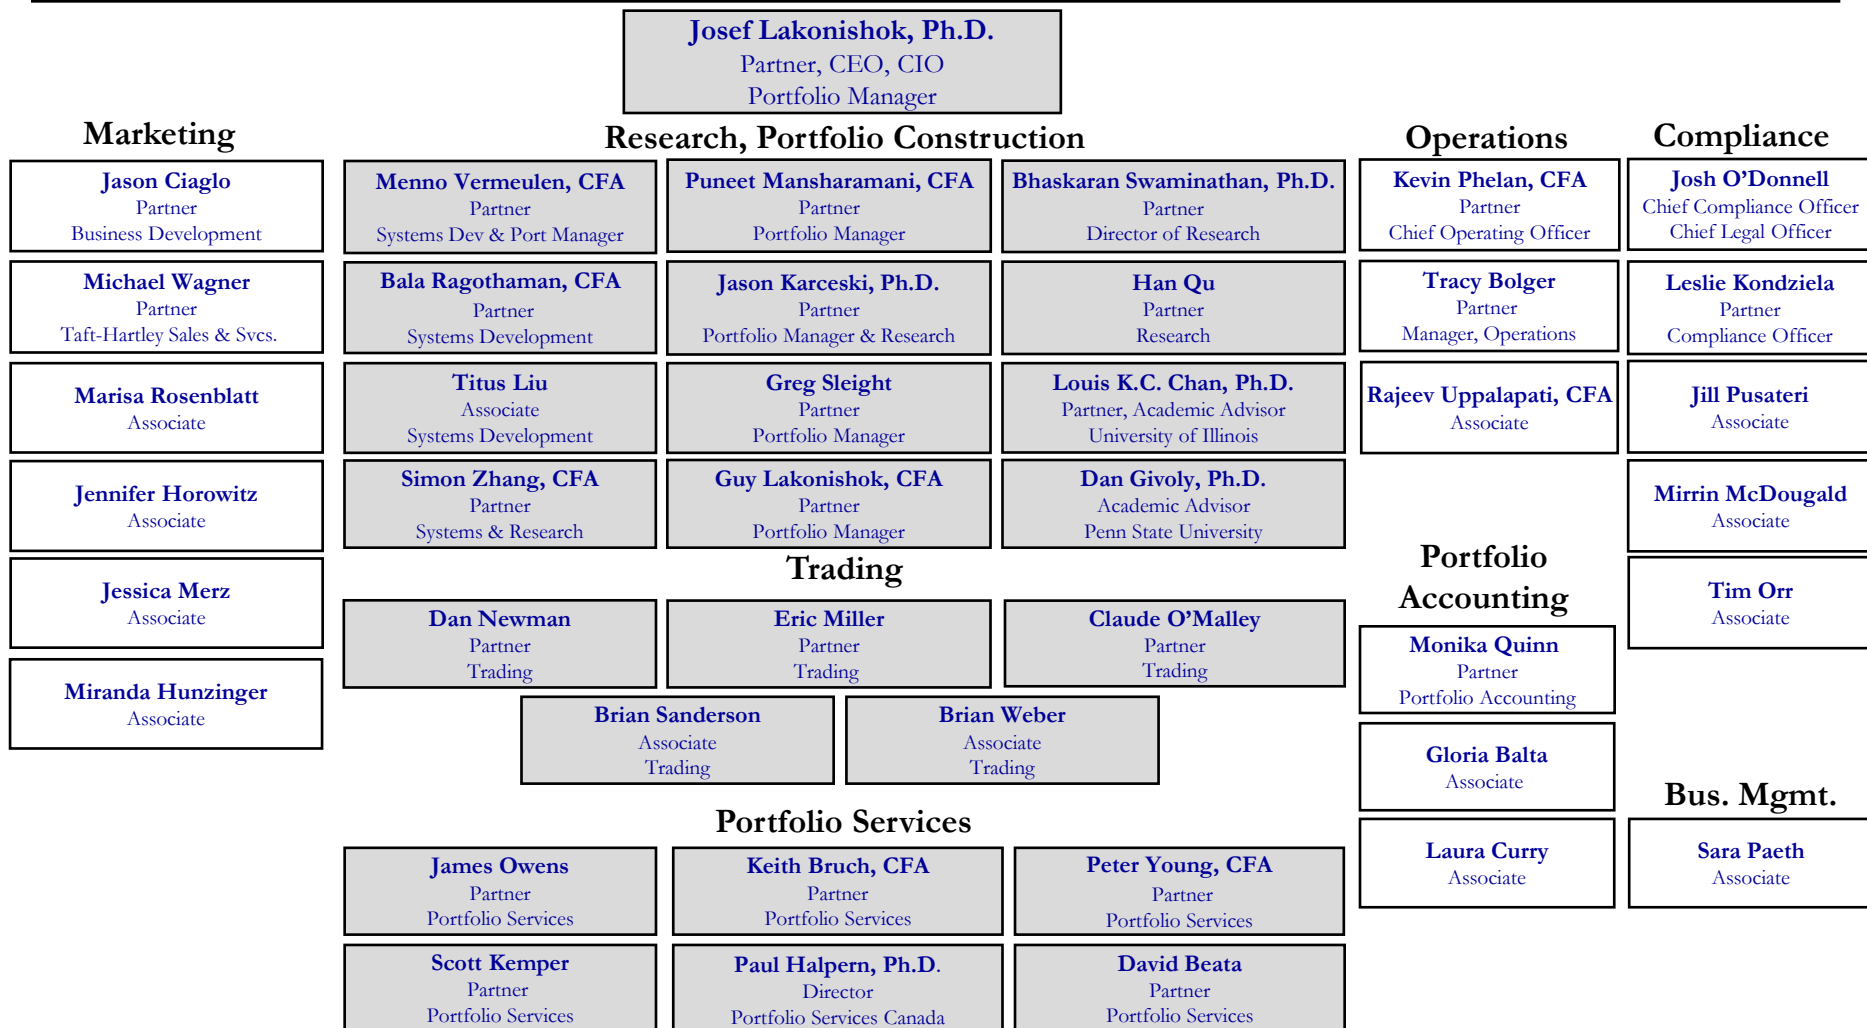 Josef Lakonishok, Ph.D.
Partner, CEO, CIO
Portfolio Manager
Marketing
Jason Ciaglo
Partner
Business Development
Michael Wagner
Partner
Taft-Hartley Sales & Svcs.
Marisa Rosenblatt
Associate
Jennifer Horowitz
Associate
Jessica Merz
Associate
Miranda Hunzinger
Associate
Research, Portfolio Construction
Menno Vermeulen, CFA
Partner
Systems Dev & Port Manager
Puneet Mansharamani, CFA
Partner
Portfolio Manager
Bhaskaran Swaminathan, Ph.D.
Partner
Director of Research
Bala Ragothaman, CFA
Partner
Systems Development
Jason Karceski, Ph.D.
Partner
Portfolio Manager & Research
Han Qu
Partner
Research
Titus Liu
Associate
Systems Development
Greg Sleight
Partner
Portfolio Manager
Louis K.C. Chan, Ph.D.
Partner, Academic Advisor
University of Illinois
Simon Zhang, CFA
Partner
Systems & Research
Guy Lakonishok, CFA
Partner
Portfolio Manager
Dan Givoly, Ph.D.
Academic Advisor
Penn State University
Trading
Dan Newman
Partner
Trading
Eric Miller
Partner
Trading
Claude O’Malley
Partner
Trading
Brian Sanderson
Associate
Trading
Brian Weber
Associate
Trading
Portfolio Services
James Owens
Partner
Portfolio Services
Keith Bruch, CFA
Partner
Portfolio Services
Peter Young, CFA
Partner
Portfolio Services
Scott Kemper
Partner
Portfolio Services
Paul Halpern, Ph.D.
Director
Portfolio Services Canada
David Beata
Partner
Portfolio Services
Operations
Kevin Phelan, CFA
Partner
Chief Operating Officer
Tracy Bolger
Partner
Manager, Operations
Rajeev Uppalapati, CFA
Associate
Portfolio
Accounting
Monika Quinn
Partner
Portfolio Accounting
Gloria Balta
Associate
Laura Curry
Associate
Compliance
Josh O’Donnell
Chief Compliance Officer
Chief Legal Officer
Leslie Kondziela
Partner
Compliance Officer
Jill Pusateri
Associate
Mirrin McDougald
Associate
Tim Orr
Associate
Bus. Mgmt.
Sara Paeth
Associate